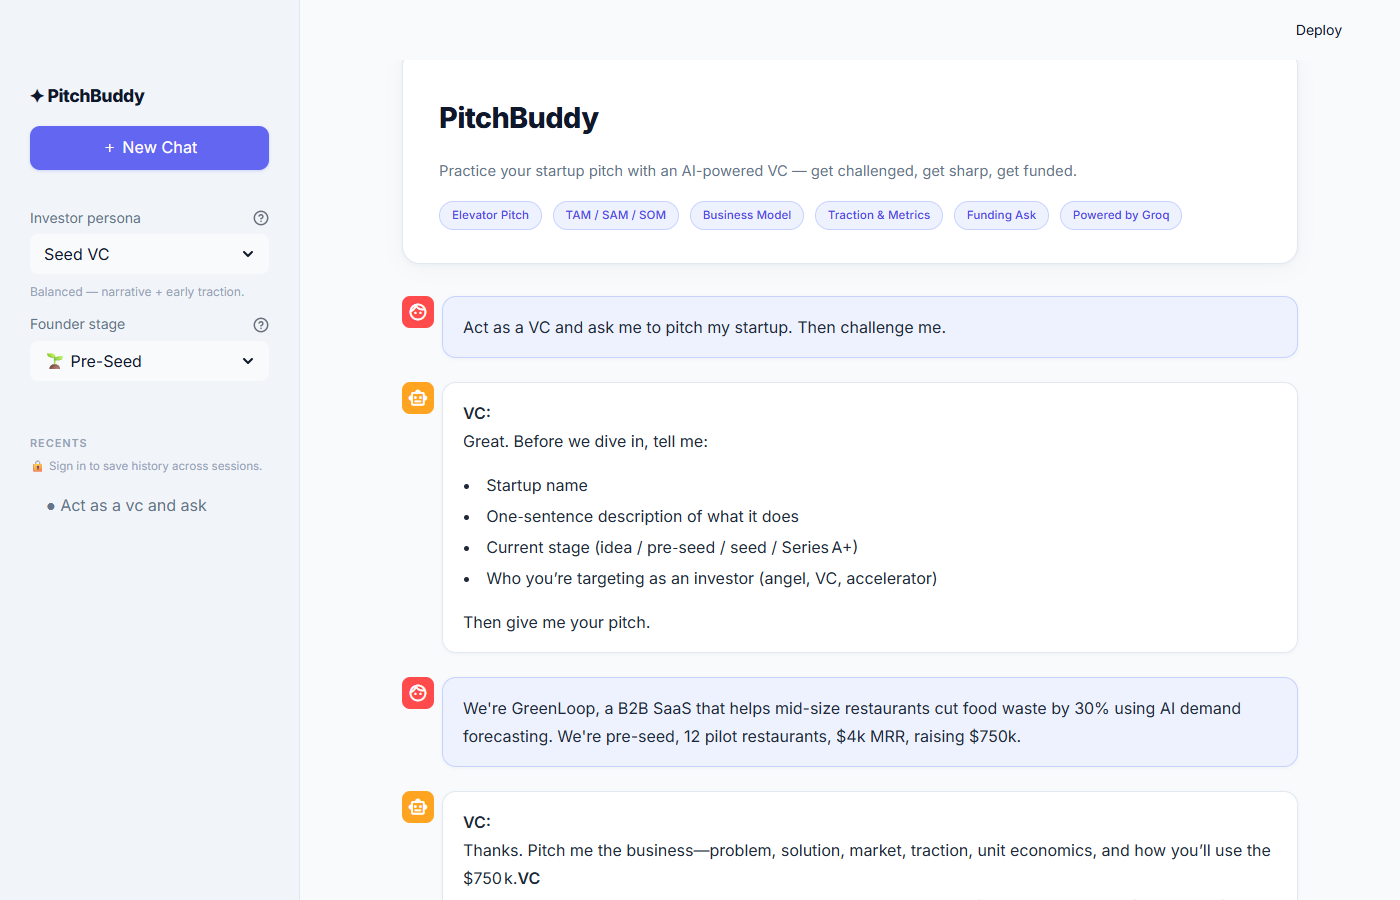 Deploy
✦ PitchBuddy
+ New Chat
Investor persona
Seed VC
Balanced — narrative + early traction.
Founder stage
🌱 Pre-Seed
RECENTS
🔒 Sign in to save history across sessions.
● Act as a vc and ask
PitchBuddy
Practice your startup pitch with an AI-powered VC — get challenged, get sharp, get funded.
Elevator Pitch
TAM / SAM / SOM
Business Model
Traction & Metrics
Funding Ask
Powered by Groq
Act as a VC and ask me to pitch my startup. Then challenge me.
VC:
Great. Before we dive in, tell me:
• Startup name
• One-sentence description of what it does
• Current stage (idea / pre-seed / seed / Series A+)
• Who you’re targeting as an investor (angel, VC, accelerator)
Then give me your pitch.
We're GreenLoop, a B2B SaaS that helps mid-size restaurants cut food waste by 30% using AI demand
forecasting. We're pre-seed, 12 pilot restaurants, $4k MRR, raising $750k.
VC:
Thanks. Pitch me the business—problem, solution, market, traction, unit economics, and how you’ll use the
$750 k.VC